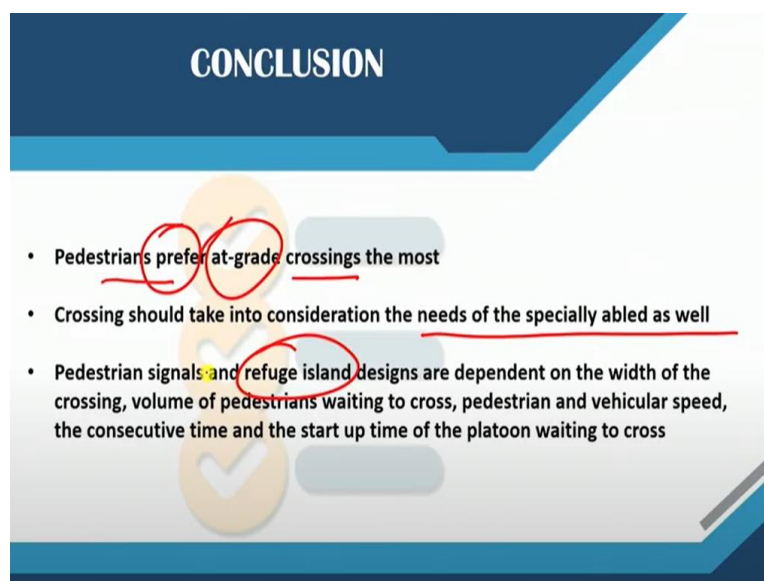 CONCLUSION
• Pedestrians prefer at-grade crossings the most
• Crossing should take into consideration the needs of the specially abled as well
• Pedestrian signals and refuge island designs are dependent on the width of the
crossing, volume of pedestrians waiting to cross, pedestrian and vehicular speed,
the consecutive time and the start up time of the platoon waiting to cross